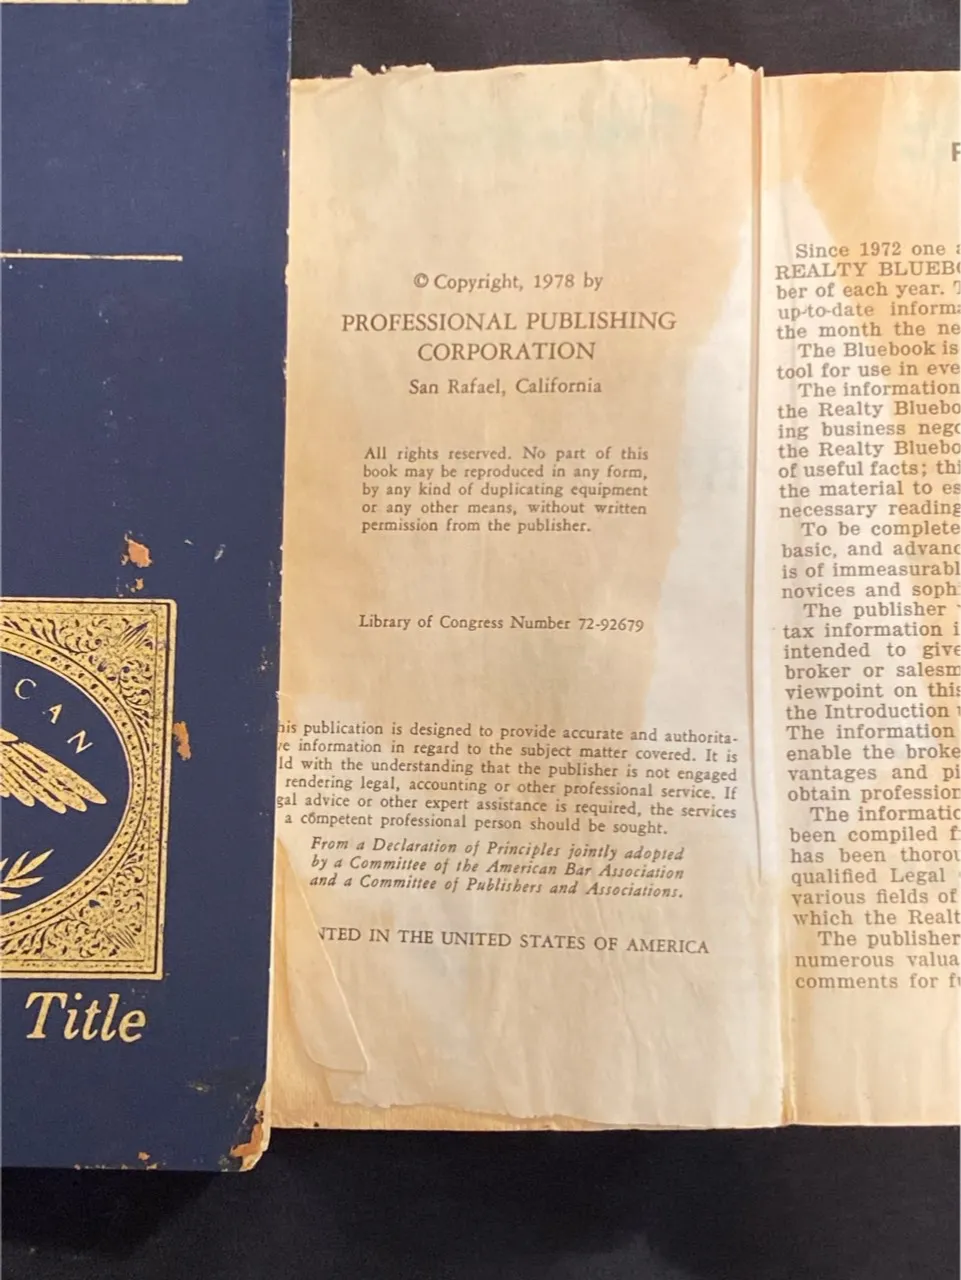 CAN
Title
© Copyright, 1978 by
PROFESSIONAL PUBLISHING
CORPORATION
San Rafael, California
All rights reserved. No part of this
book may be reproduced in any form,
by any kind of duplicating equipment
or any other means, without written
permission from the publisher.
Library of Congress Number 72-92679
his publication is designed to provide accurate and authorita-
e information in regard to the subject matter covered. It is
ld with the understanding that the publisher is not engaged
rendering legal, accounting or other professional service. If
gal advice or other expert assistance is required, the services
a competent professional person should be sought.
From a Declaration of Principles jointly adopted
by a Committee of the American Bar Association
and a Committee of Publishers and Associations.
NTED IN THE UNITED STATES OF AMERICA
Since 1972 one
REALTY BLUEB
ber of each year.
up-to-date informa
the month the ne
The Bluebook is
tool for use in eve
The information
the Realty Bluebo
ing business nego
the Realty Bluebo
of useful facts; thi
the material to es
necessary reading
To be complete
basic, and advanc
is of immeasurabl
novices and soph
The publisher
tax information i
intended to give
broker or salesm
viewpoint on this
the Introduction
The information
enable the broke
vantages and pi
obtain profession
The informatio
been compiled f
has been thorou
qualified Legal
various fields of
which the Realt
The publisher
numerous valua
comments for f